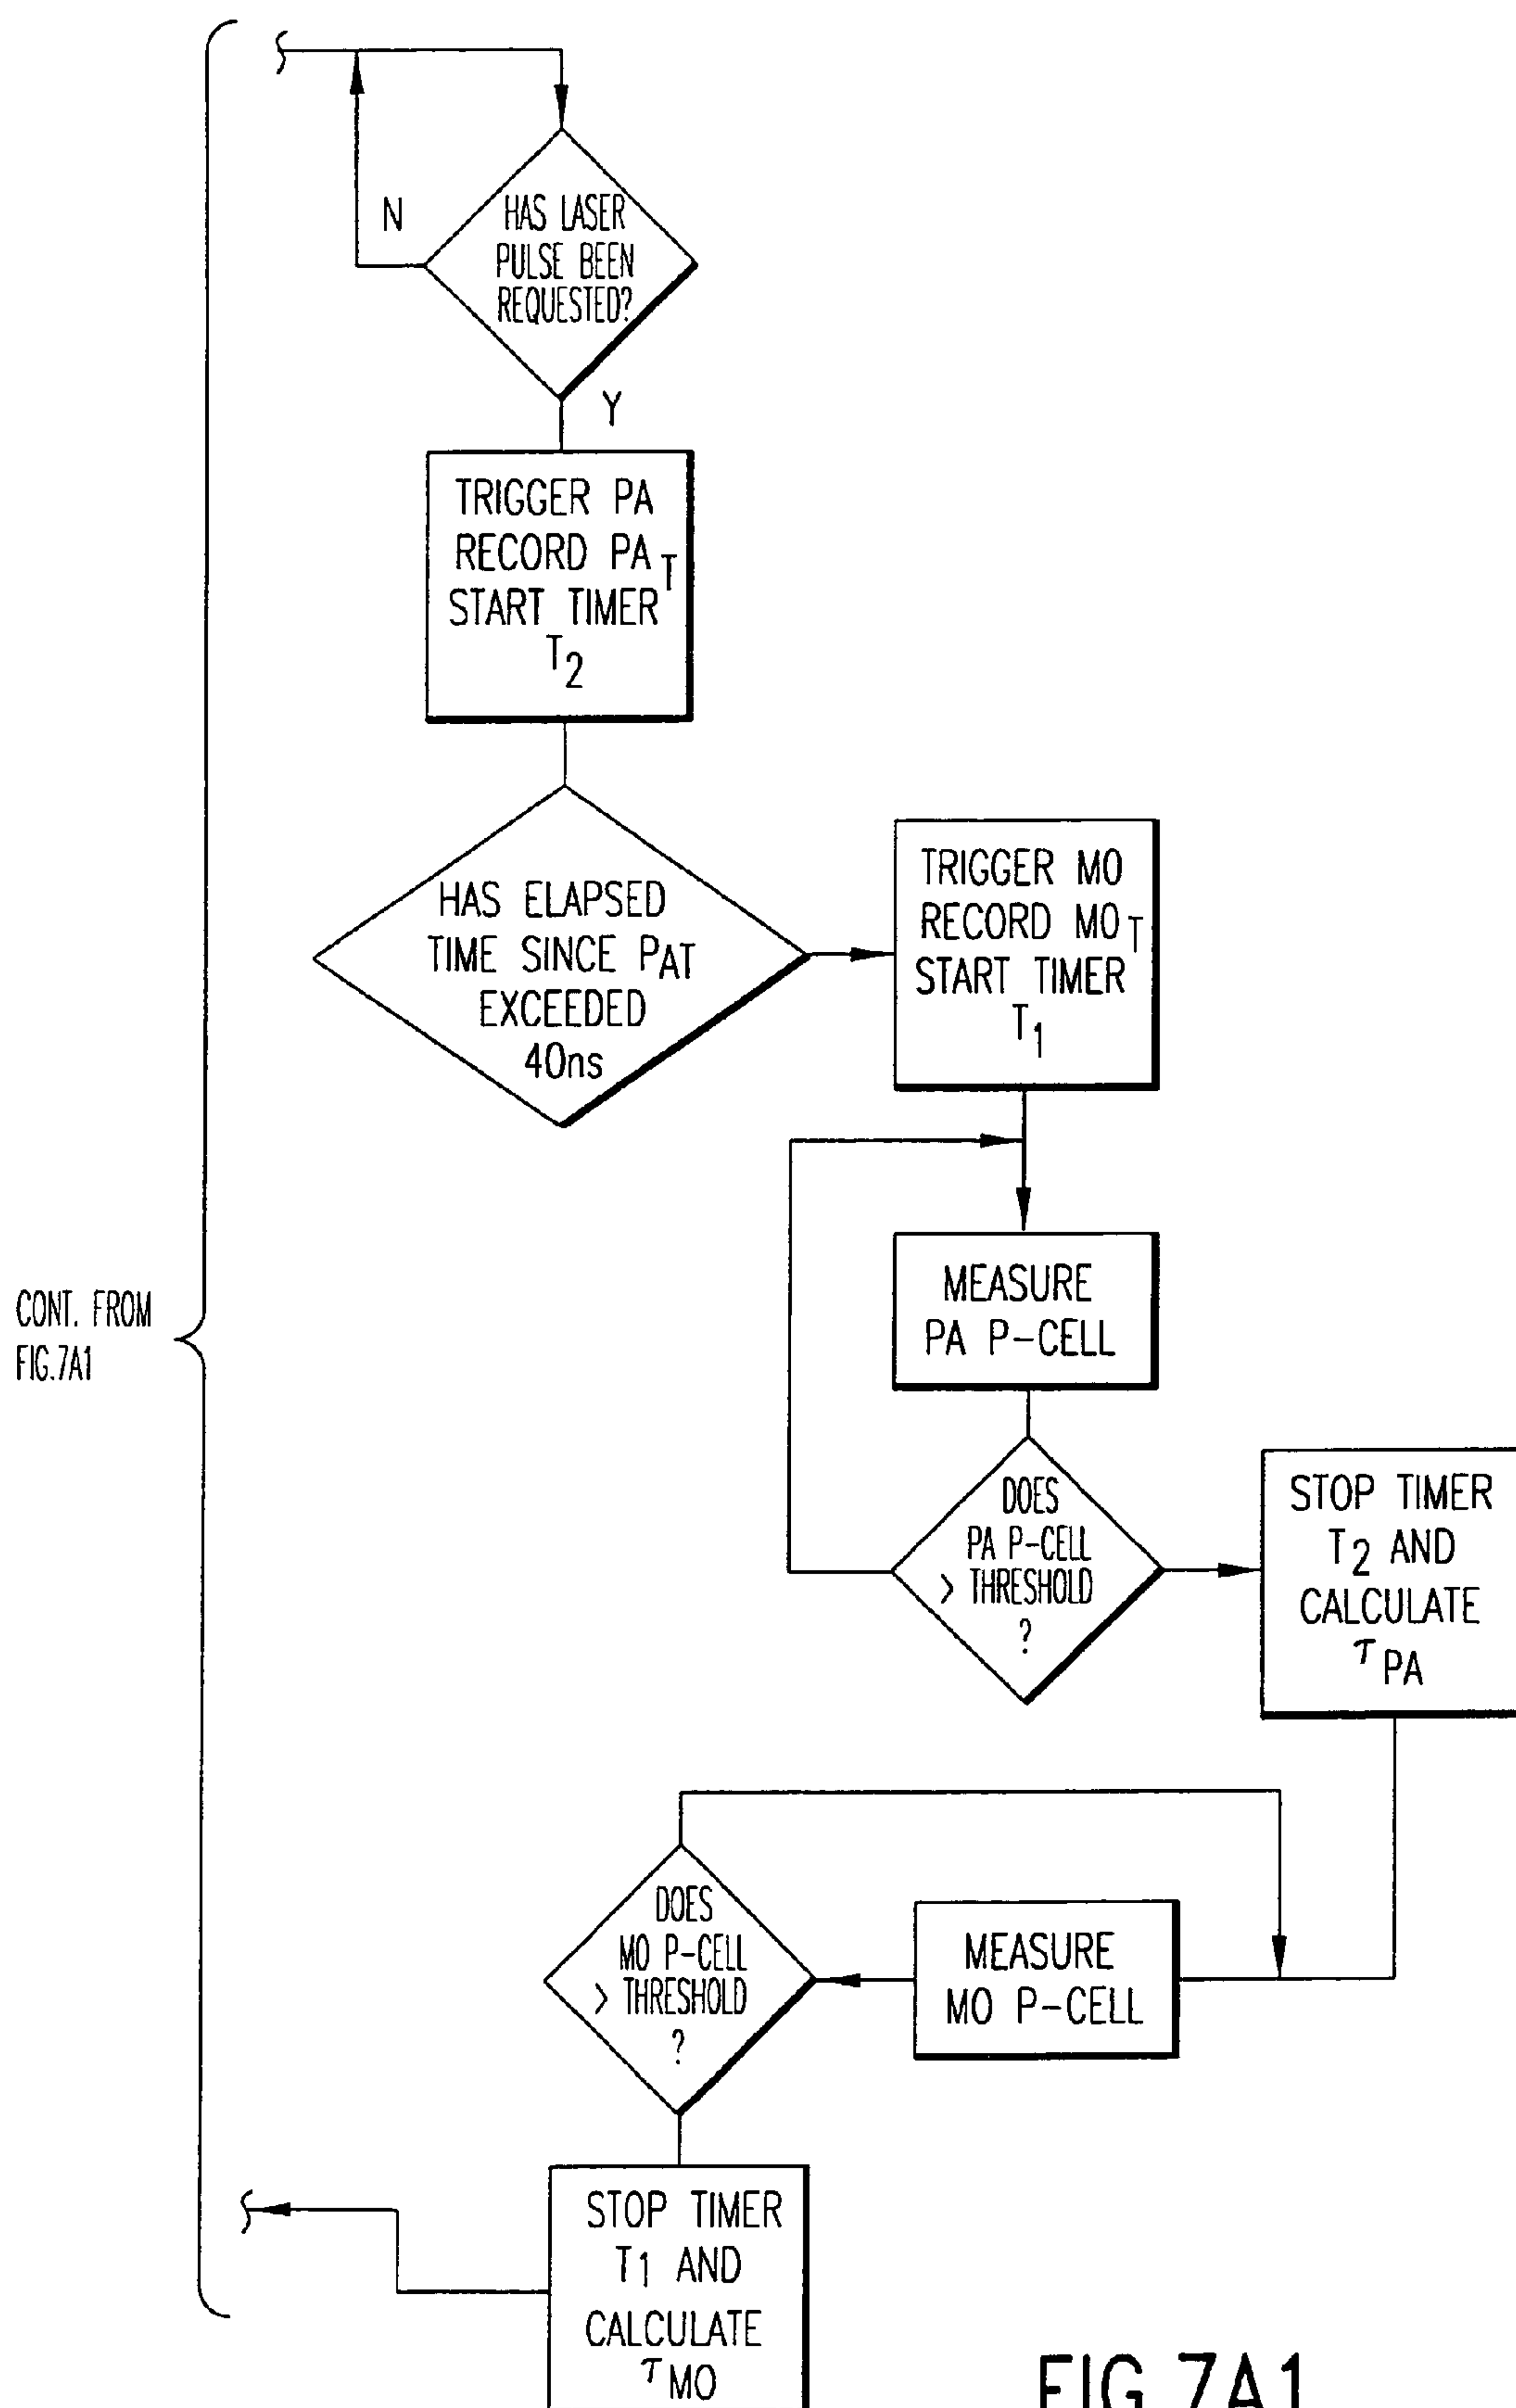 N
HAS LASER
PULSE BEEN
REQUESTED?
Y
TRIGGER PA
RECORD PA T
START TIMER
T2
HAS ELAPSED
TIME SINCE PAT
EXCEEDED
40ns
TRIGGER MO
RECORD MO T
START TIMER
T1
MEASURE
PA P-CELL
CONT. FROM
FIG.7A1
DOES
PA P-CELL
> THRESHOLD
?
STOP TIMER
T2 AND
CALCULATE
τPA
DOES
MO P-CELL
> THRESHOLD
?
MEASURE
MO P-CELL
STOP TIMER
T1 AND
CALCULATE
τMO
FIG.7A1